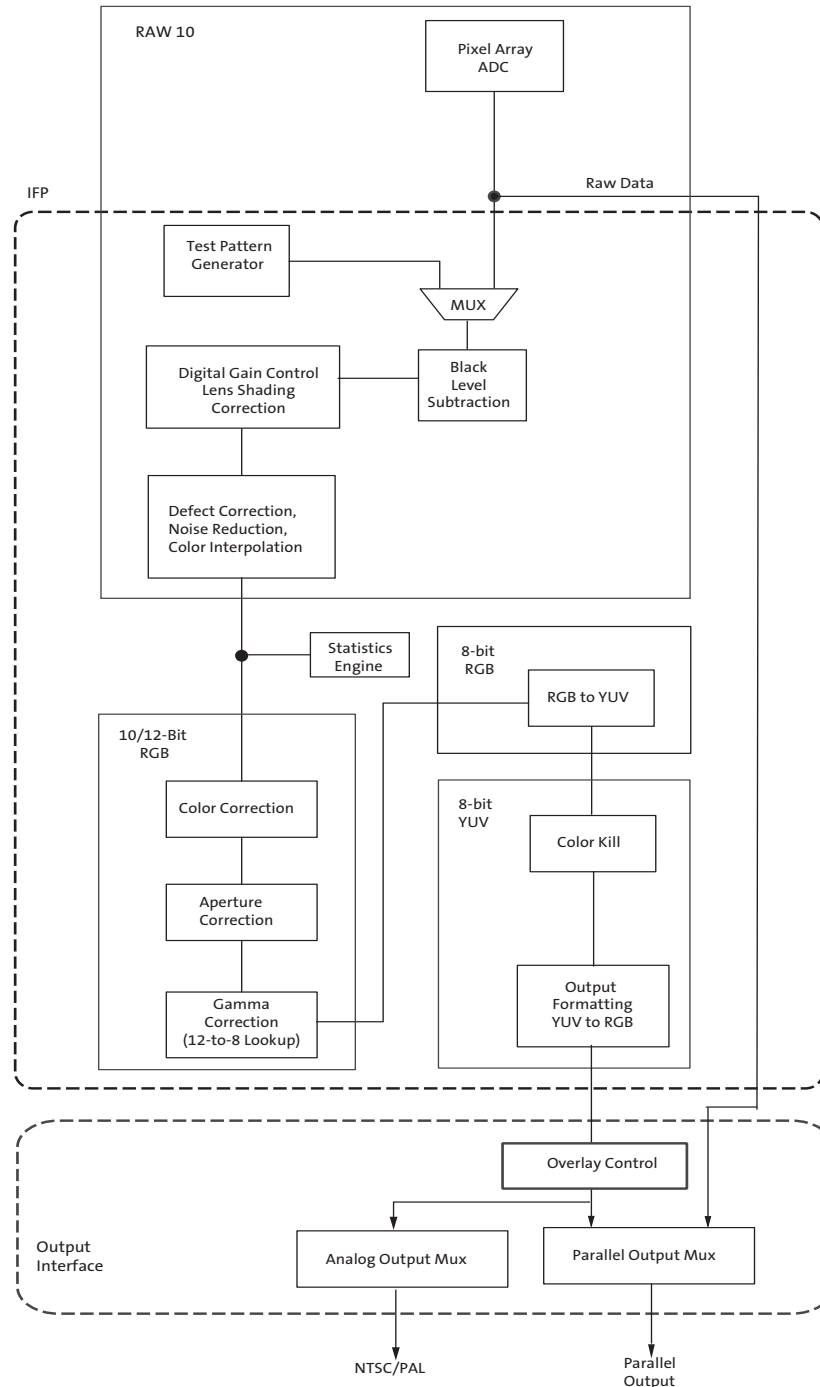 RAW 10
Pixel Array
ADC
IFP
Raw Data
Test Pattern
Generator
MUX
Digital Gain Control
Lens Shading
Correction
Black
Level
Subtraction
Defect Correction,
Noise Reduction,
Color Interpolation
Statistics
Engine
8-bit
RGB
RGB to YUV
10/12-Bit
RGB
Color Correction
8-bit
YUV
Color Kill
Aperture
Correction
Gamma
Correction
(12-to-8 Lookup)
Output
Formatting
YUV to RGB
Overlay Control
Output
Interface
Analog Output Mux
Parallel Output Mux
NTSC/PAL
Parallel
Output